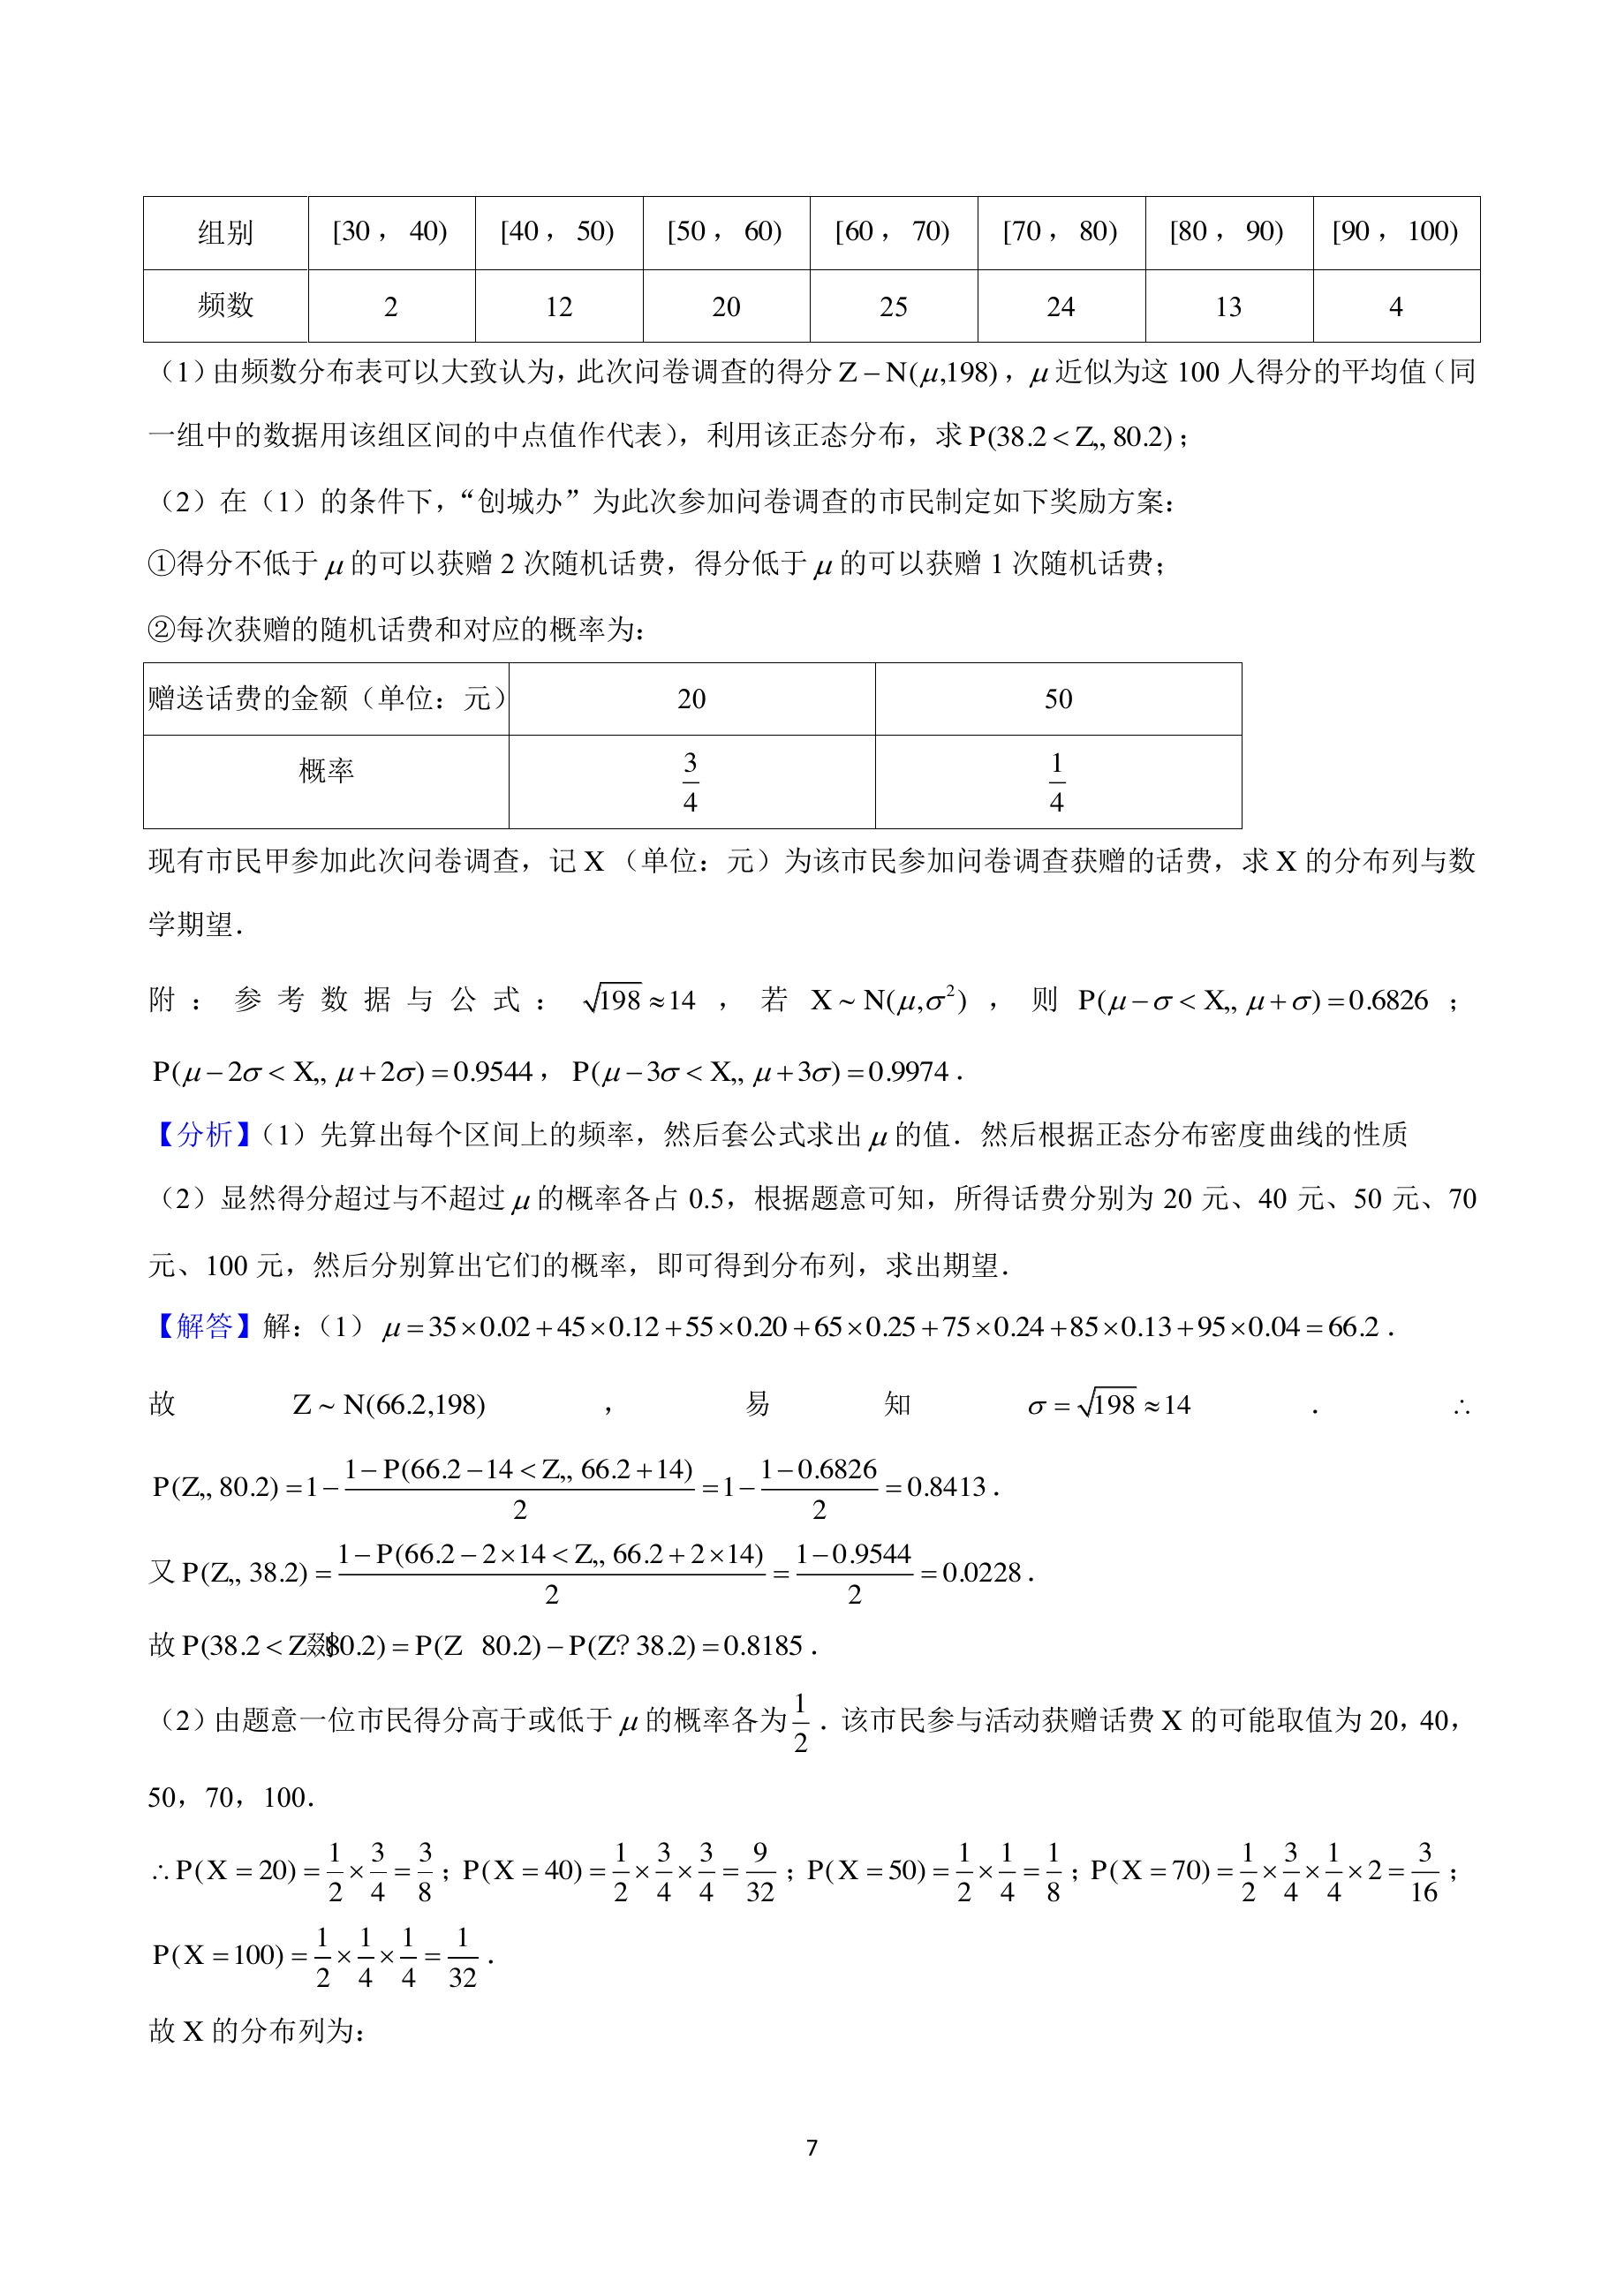 组别 [30，40) [40，50) [50，60) [60，70) [70，80) [80，90) [90，100)
频数 2 12 20 25 24 13 4
（1）由频数分布表可以大致认为，此次问卷调查的得分 Z − N(μ,198)，μ 近似为这 100 人得分的平均值（同
一组中的数据用该组区间的中点值作代表），利用该正态分布，求 P(38.2 < Z,, 80.2)；
（2）在（1）的条件下，“创城办”为此次参加问卷调查的市民制定如下奖励方案：
①得分不低于 μ 的可以获赠 2 次随机话费，得分低于 μ 的可以获赠 1 次随机话费；
②每次获赠的随机话费和对应的概率为：
赠送话费的金额（单位：元） 20 50
概率 3/4 1/4
现有市民甲参加此次问卷调查，记 X （单位：元）为该市民参加问卷调查获赠的话费，求 X 的分布列与数
学期望．
附：参考数据与公式：√198 ≈ 14，若 X ~ N(μ,σ²)，则 P(μ − σ < X,, μ + σ) = 0.6826；
P(μ − 2σ < X,, μ + 2σ) = 0.9544，P(μ − 3σ < X,, μ + 3σ) = 0.9974．
【分析】（1）先算出每个区间上的频率，然后套公式求出 μ 的值．然后根据正态分布密度曲线的性质
（2）显然得分超过与不超过 μ 的概率各占 0.5，根据题意可知，所得话费分别为 20 元、40 元、50 元、70
元、100 元，然后分别算出它们的概率，即可得到分布列，求出期望．
【解答】解：（1）μ = 35×0.02 + 45×0.12 + 55×0.20 + 65×0.25 + 75×0.24 + 85×0.13 + 95×0.04 = 66.2．
故 Z ~ N(66.2,198)，易知 σ = √198 ≈ 14．∴
P(Z,, 80.2) = 1 − (1 − P(66.2 − 14 < Z,, 66.2 + 14))/2 = 1 − (1 − 0.6826)/2 = 0.8413．
又 P(Z,, 38.2) = (1 − P(66.2 − 2×14 < Z,, 66.2 + 2×14))/2 = (1 − 0.9544)/2 = 0.0228．
故 P(38.2 < Z 80.2) = P(Z 80.2) − P(Z? 38.2) = 0.8185．
（2）由题意一位市民得分高于或低于 μ 的概率各为 1/2．该市民参与活动获赠话费 X 的可能取值为 20，40，
50，70，100．
∴P(X = 20) = 1/2 × 3/4 = 3/8；P(X = 40) = 1/2 × 3/4 × 3/4 = 9/32；P(X = 50) = 1/2 × 1/4 = 1/8；P(X = 70) = 1/2 × 3/4 × 1/4 × 2 = 3/16；
P(X = 100) = 1/2 × 1/4 × 1/4 = 1/32．
故 X 的分布列为：
7